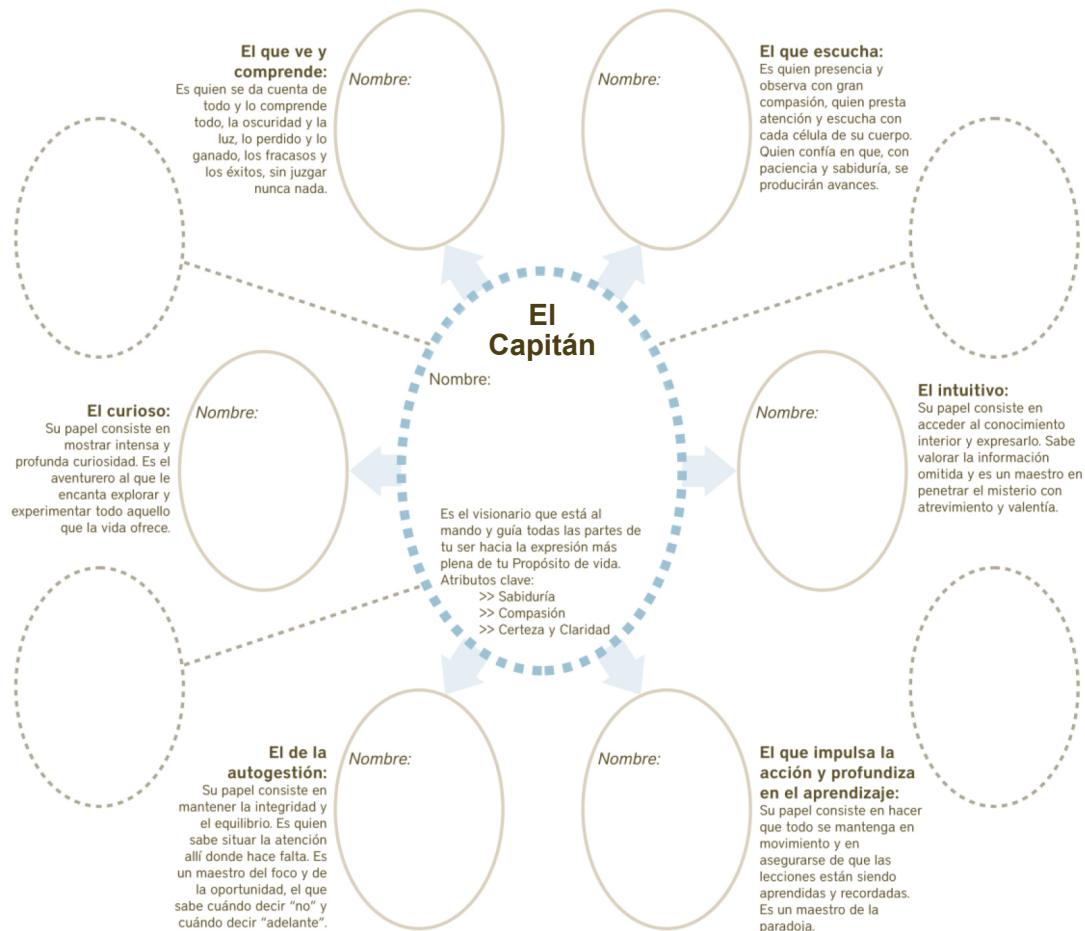 El que ve y
comprende:
Es quien se da cuenta de
todo y lo comprende
todo, la oscuridad y la
luz, lo perdido y lo
ganado, los fracasos y
los éxitos, sin juzgar
nunca nada.
Nombre:
Nombre:
El que escucha:
Es quien presencia y
observa con gran
compasión, quien presta
atención y escucha con
cada célula de su cuerpo.
Quien confía en que, con
paciencia y sabiduría, se
producirán avances.
El
Capitán
Nombre:
Es el visionario que está al
mando y guía todas las partes de
tu ser hacia la expresión más
plena de tu Propósito de vida.
Atributos clave:
>> Sabiduría
>> Compasión
>> Certeza y Claridad
El curioso:
Su papel consiste en
mostrar intensa y
profunda curiosidad. Es el
aventurero al que le
encanta explorar y
experimentar todo aquello
que la vida ofrece.
Nombre:
Nombre:
El intuitivo:
Su papel consiste en
acceder al conocimiento
interior y expresarlo. Sabe
valorar la información
omitida y es un maestro en
penetrar el misterio con
atrevimiento y valentía.
El de la
autogestión:
Su papel consiste en
mantener la integridad y
el equilibrio. Es quien
sabe situar la atención
allí donde hace falta. Es
un maestro del foco y de
la oportunidad, el que
sabe cuándo decir "no" y
cuándo decir "adelante".
Nombre:
Nombre:
El que impulsa la
acción y profundiza
en el aprendizaje:
Su papel consiste en hacer
que todo se mantenga en
movimiento y en
asegurarse de que las
lecciones están siendo
aprendidas y recordadas.
Es un maestro de la
paradoja.